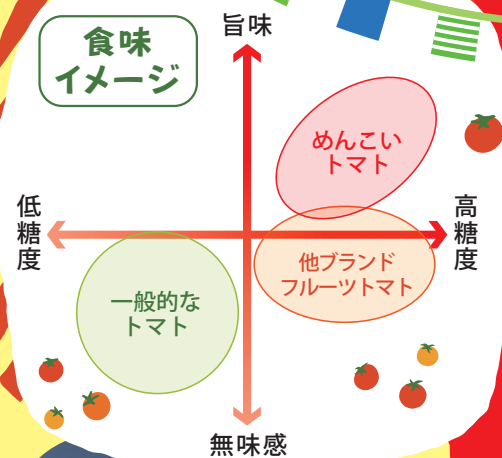 食味
イメージ
旨味
めんこい
トマト
低糖度
高糖度
他ブランド
フルーツトマト
一般的な
トマト
無味感